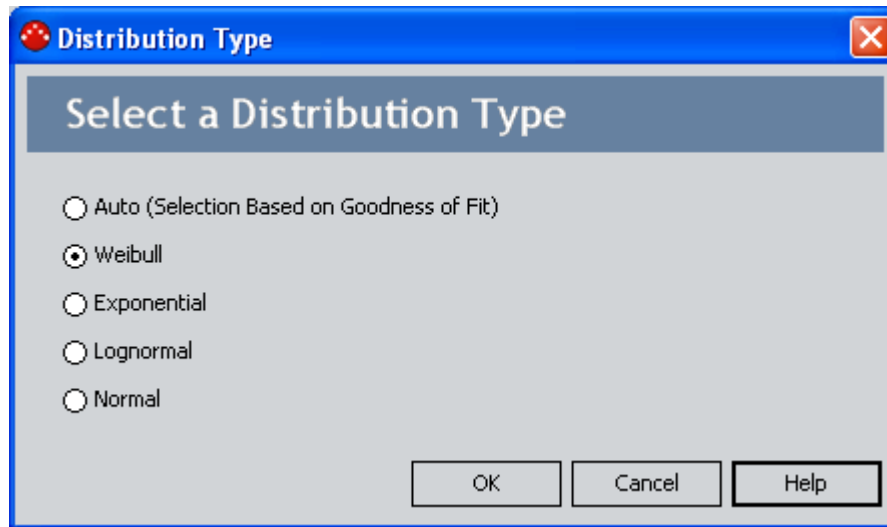 Distribution Type
Select a Distribution Type
Auto (Selection Based on Goodness of Fit)
Weibull
Exponential
Lognormal
Normal
OK Cancel Help